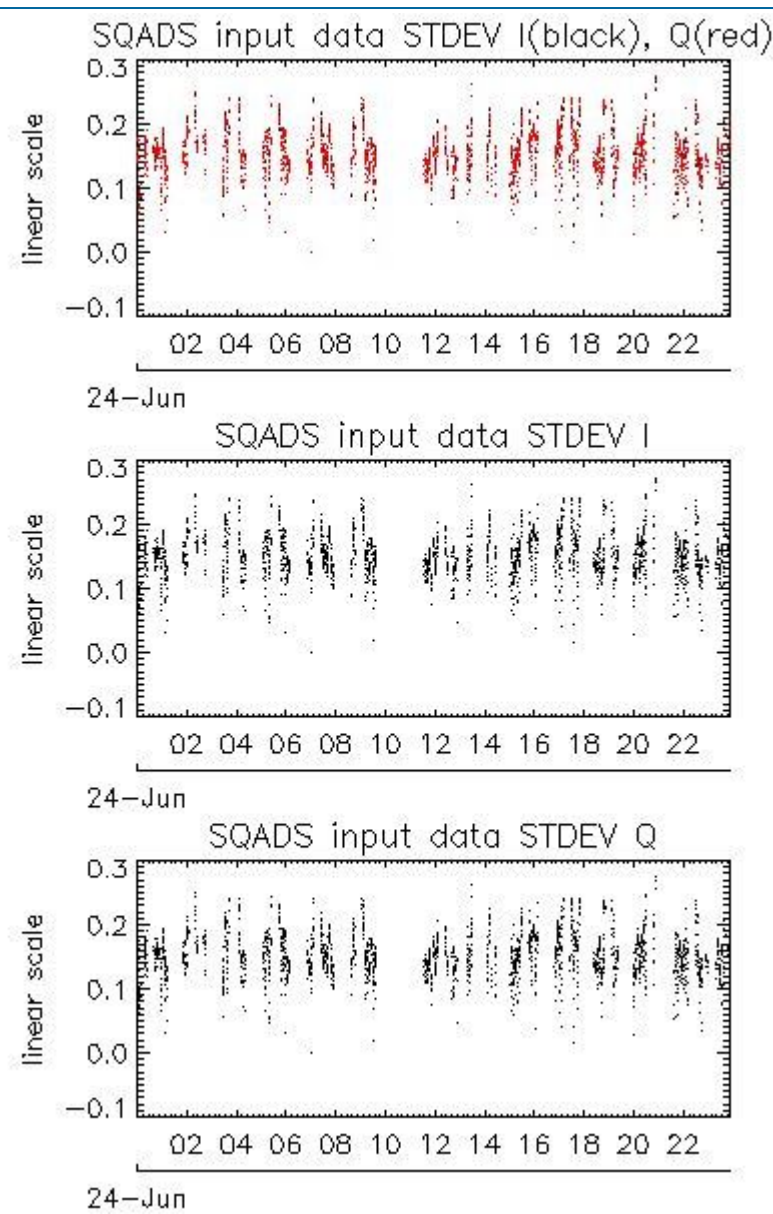 SQADS input data STDEV I(black), Q(red)
0.3
0.2
0.1
0.0
-0.1
linear scale
02 04 06 08 10 12 14 16 18 20 22
24-Jun
SQADS input data STDEV I
0.3
0.2
0.1
0.0
-0.1
linear scale
02 04 06 08 10 12 14 16 18 20 22
24-Jun
SQADS input data STDEV Q
0.3
0.2
0.1
0.0
-0.1
linear scale
02 04 06 08 10 12 14 16 18 20 22
24-Jun